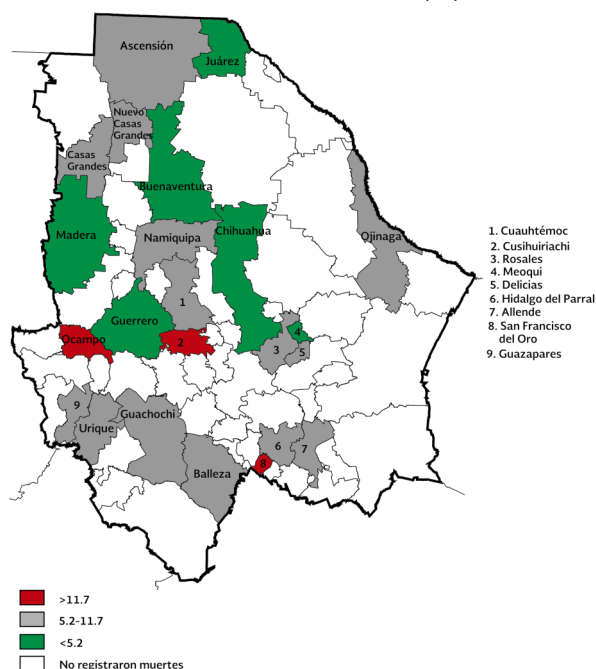 Ascensión
Juárez
Nuevo
Casas
Grandes
Casas
Grandes
Buenaventura
Madera
Namiquipa
Chihuahua
Ojinaga
1
Guerrero
Ocampo
2
4
3
5
9
Urique
Guachochi
Balleza
6
7
8
1. Cuauhtémoc
2. Cusihuiriachi
3. Rosales
4. Meoqui
5. Delicias
6. Hidalgo del Parral
7. Allende
8. San Francisco
del Oro
9. Guazapares
>11.7
5.2-11.7
<5.2
No registraron muertes